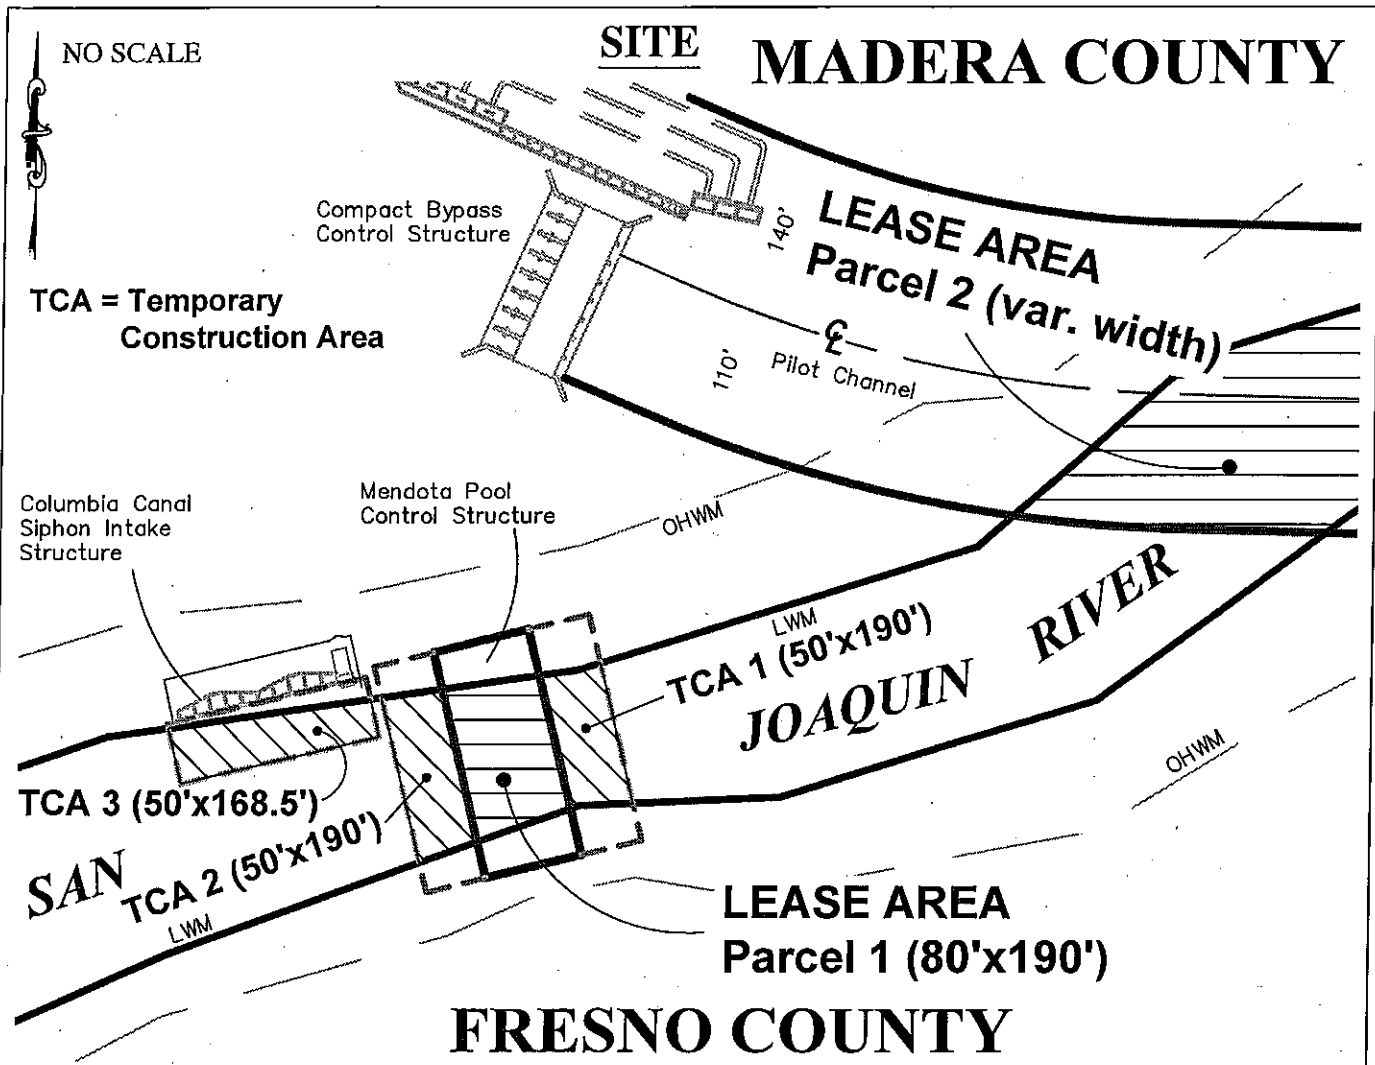 NO SCALE
SITE
MADERA COUNTY
Compact Bypass
Control Structure
TCA = Temporary
Construction Area
140'
LEASE AREA
Parcel 2 (var. width)
110'
℄
Pilot Channel
Columbia Canal
Siphon Intake
Structure
Mendota Pool
Control Structure
OHWM
LWM
TCA 1 (50'x190')
SAN JOAQUIN RIVER
OHWM
TCA 3 (50'x168.5')
TCA 2 (50'x190')
LWM
LEASE AREA
Parcel 1 (80'x190')
FRESNO COUNTY